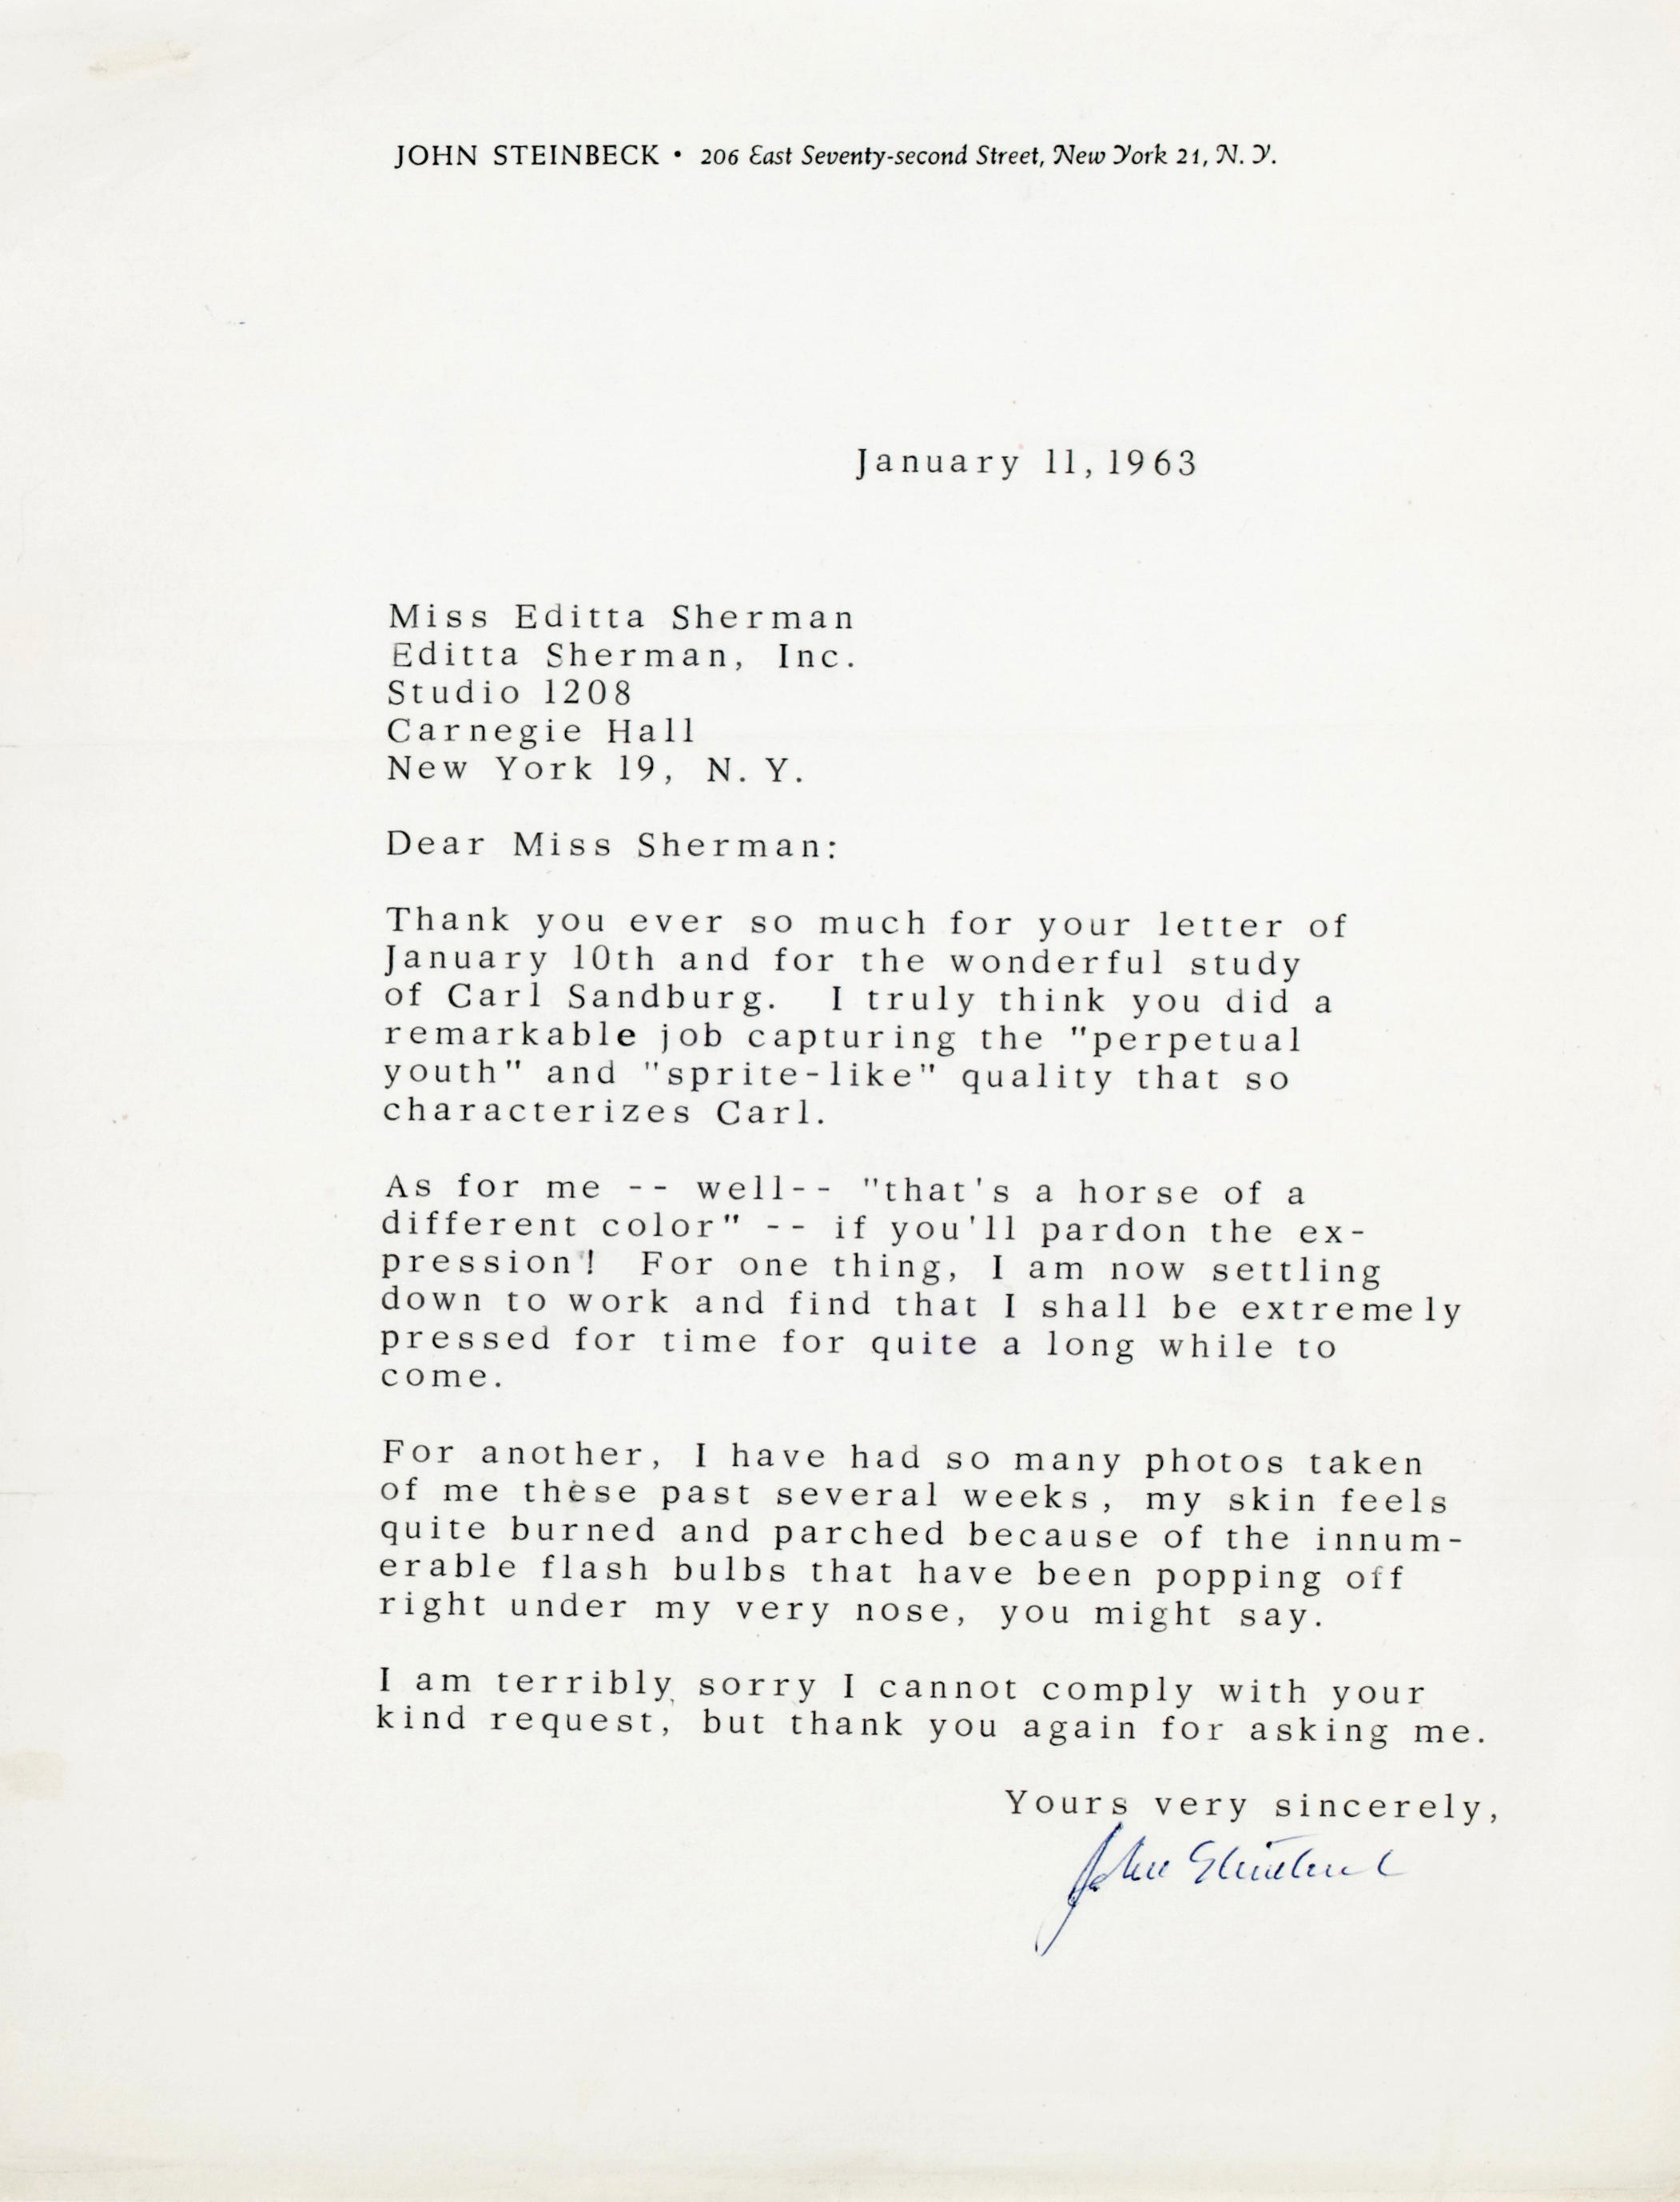 JOHN STEINBECK • 206 East Seventy-second Street, New York 21, N. Y.
January 11, 1963
Miss Editta Sherman
Editta Sherman, Inc.
Studio 1208
Carnegie Hall
New York 19, N. Y.
Dear Miss Sherman:
Thank you ever so much for your letter of
January 10th and for the wonderful study
of Carl Sandburg.  I truly think you did a
remarkable job capturing the "perpetual
youth" and "sprite-like" quality that so
characterizes Carl.
As for me -- well-- "that's a horse of a
different color" -- if you'll pardon the ex-
pression!  For one thing, I am now settling
down to work and find that I shall be extremely
pressed for time for quite a long while to
come.
For another, I have had so many photos taken
of me these past several weeks, my skin feels
quite burned and parched because of the innum-
erable flash bulbs that have been popping off
right under my very nose, you might say.
I am terribly sorry I cannot comply with your
kind request, but thank you again for asking me.
Yours very sincerely,
John Steinbeck